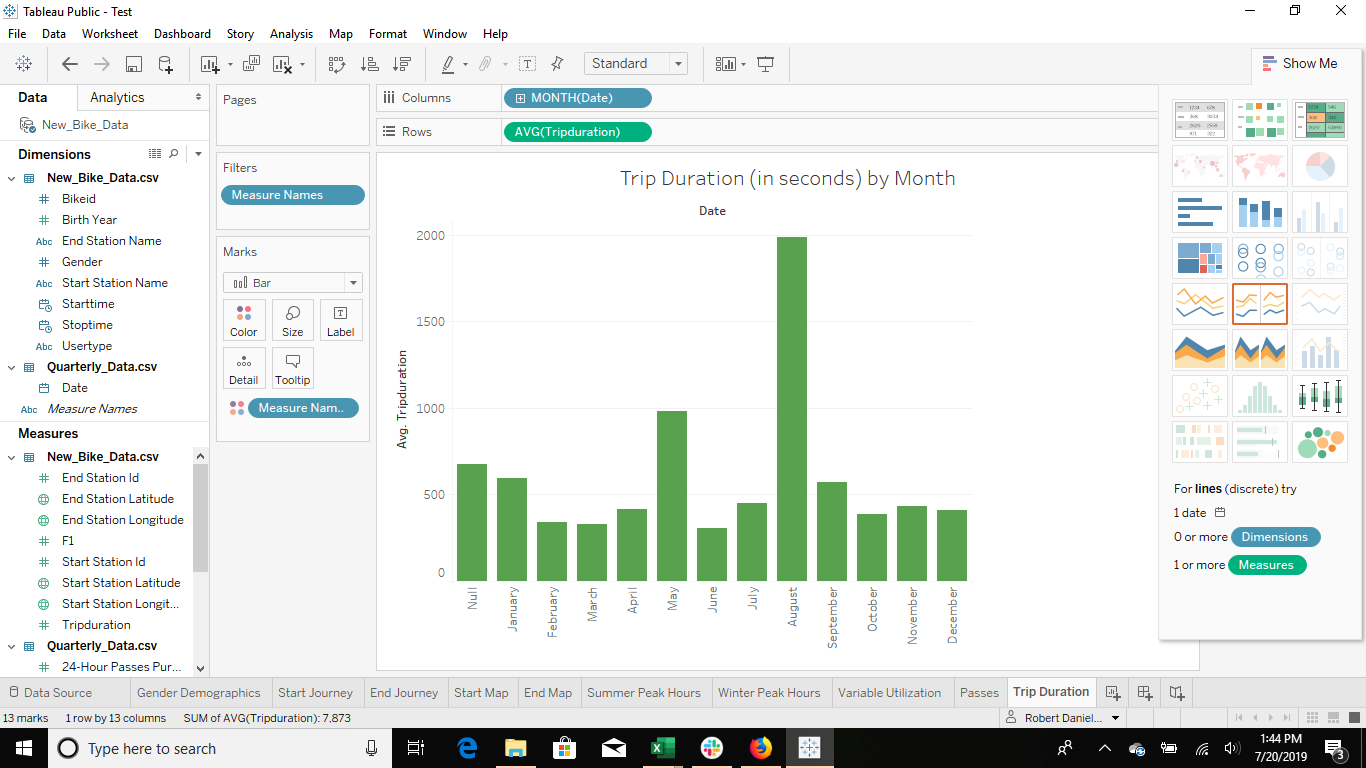 Tableau Public - Test
File Data Worksheet Dashboard Story Analysis Map Format Window Help
Standard
Show Me
Data Analytics
New_Bike_Data
Dimensions
New_Bike_Data.csv
Bikeid
Birth Year
Abc End Station Name
Gender
Abc Start Station Name
Starttime
Stoptime
Abc Usertype
Quarterly_Data.csv
Date
Abc Measure Names
Measures
New_Bike_Data.csv
End Station Id
End Station Latitude
End Station Longitude
F1
Start Station Id
Start Station Latitude
Start Station Longit...
Tripduration
Quarterly_Data.csv
24-Hour Passes Pur...
Pages
Filters
Measure Names
Marks
Bar
Color Size Label
Detail Tooltip
Measure Nam..
Columns MONTH(Date)
Rows AVG(Tripduration)
Trip Duration (in seconds) by Month
Date
Avg. Tripduration
2000
1500
1000
500
0
Null January February March April May June July August September October November December
For lines (discrete) try
1 date
0 or more Dimensions
1 or more Measures
Data Source Gender Demographics Start Journey End Journey Start Map End Map Summer Peak Hours Winter Peak Hours Variable Utilization Passes Trip Duration
13 marks 1 row by 13 columns SUM of AVG(Tripduration): 7,873 Robert Daniel...
Type here to search
1:44 PM
7/20/2019
3